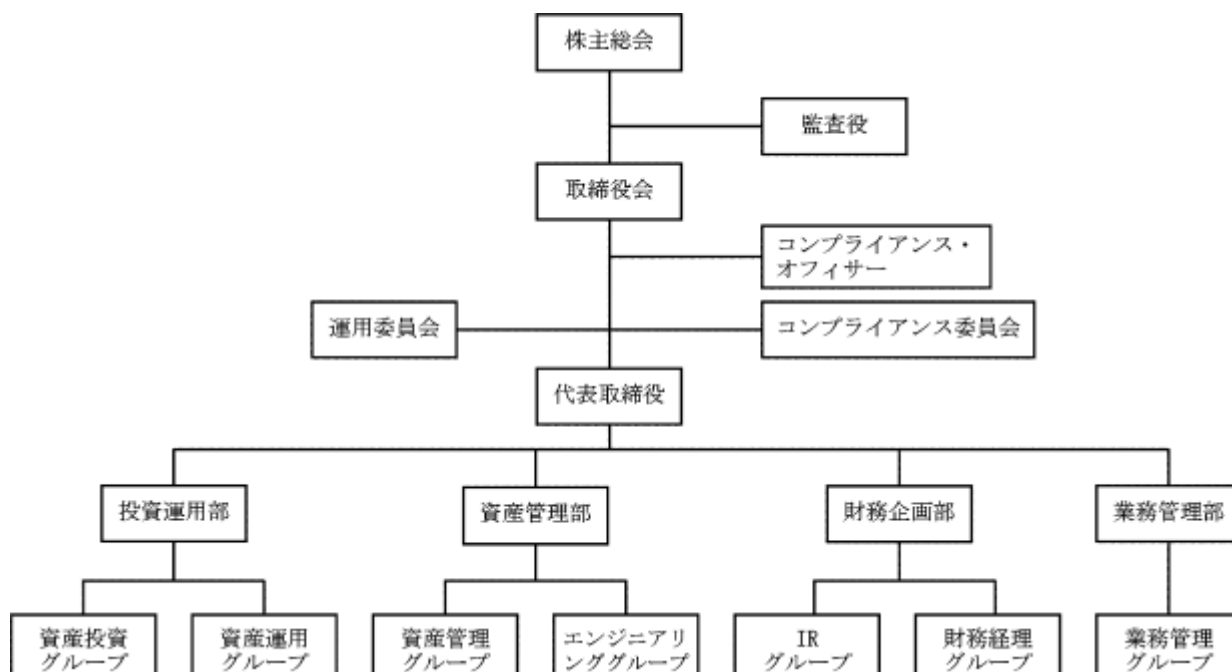 株主総会
監査役
取締役会
コンプライアンス・
オフィサー
運用委員会
コンプライアンス委員会
代表取締役
投資運用部
資産管理部
財務企画部
業務管理部
資産投資
グループ
資産運用
グループ
資産管理
グループ
エンジニアリ
ンググループ
IR
グループ
財務経理
グループ
業務管理
グループ